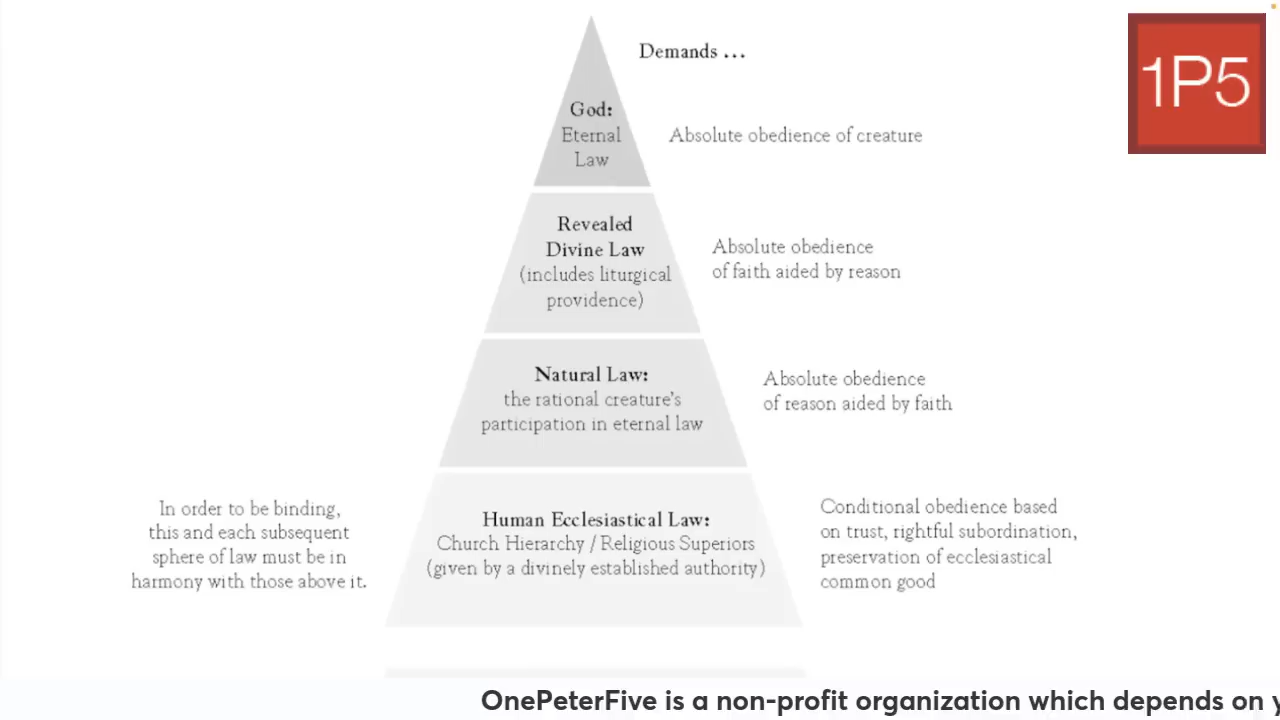 Demands ...
1P5
God:
Eternal
Law
Absolute obedience of creature
Revealed
Divine Law
(includes liturgical
providence)
Absolute obedience
of faith aided by reason
Natural Law:
the rational creature's
participation in eternal law
Absolute obedience
of reason aided by faith
In order to be binding,
this and each subsequent
sphere of law must be in
harmony with those above it.
Human Ecclesiastical Law:
Church Hierarchy / Religious Superiors
(given by a divinely established authority)
Conditional obedience based
on trust, rightful subordination,
preservation of ecclesiastical
common good
OnePeterFive is a non-profit organization which depends on